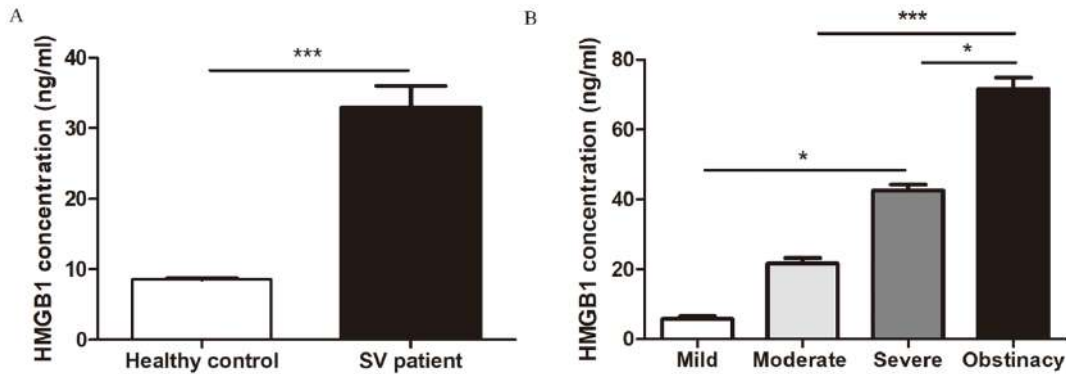 A
HMGB1 concentration (ng/ml)
40
30
20
10
0
***
Healthy control
SV patient
B
HMGB1 concentration (ng/ml)
80
60
40
20
0
***
*
*
Mild
Moderate
Severe
Obstinacy